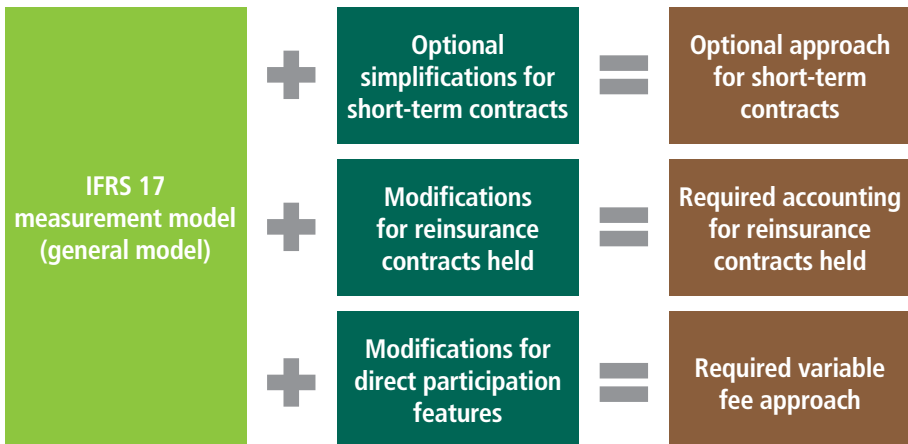 IFRS 17
measurement model
(general model)
Optional
simplifications for
short-term contracts
Optional approach
for short-term
contracts
Modifications
for reinsurance
contracts held
Required accounting
for reinsurance
contracts held
Modifications for
direct participation
features
Required variable
fee approach